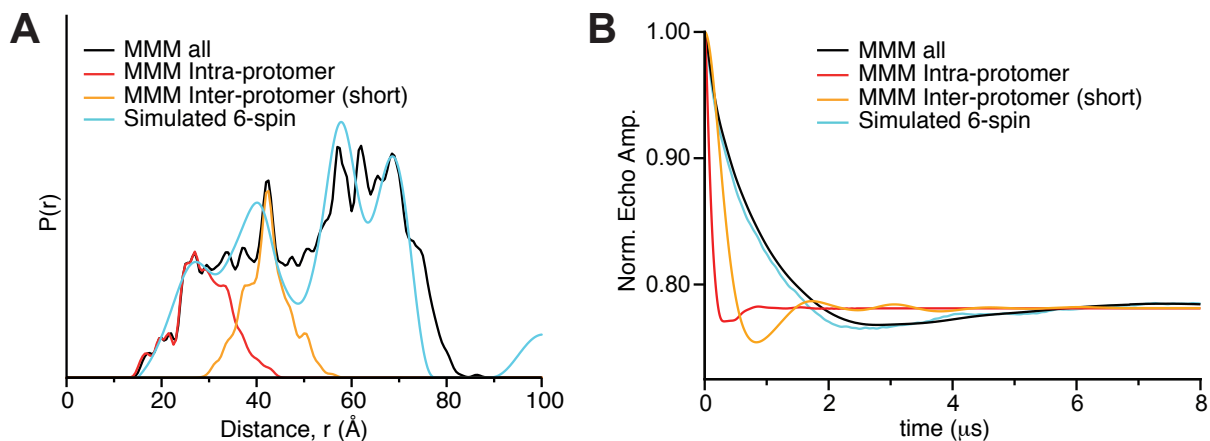 A
MMM all
MMM Intra-protomer
MMM Inter-protomer (short)
Simulated 6-spin
P(r)
0 20 40 60 80 100
Distance, r (Å)
B
MMM all
MMM Intra-protomer
MMM Inter-protomer (short)
Simulated 6-spin
Norm. Echo Amp.
1.00
0.90
0.80
0 2 4 6 8
time (μs)